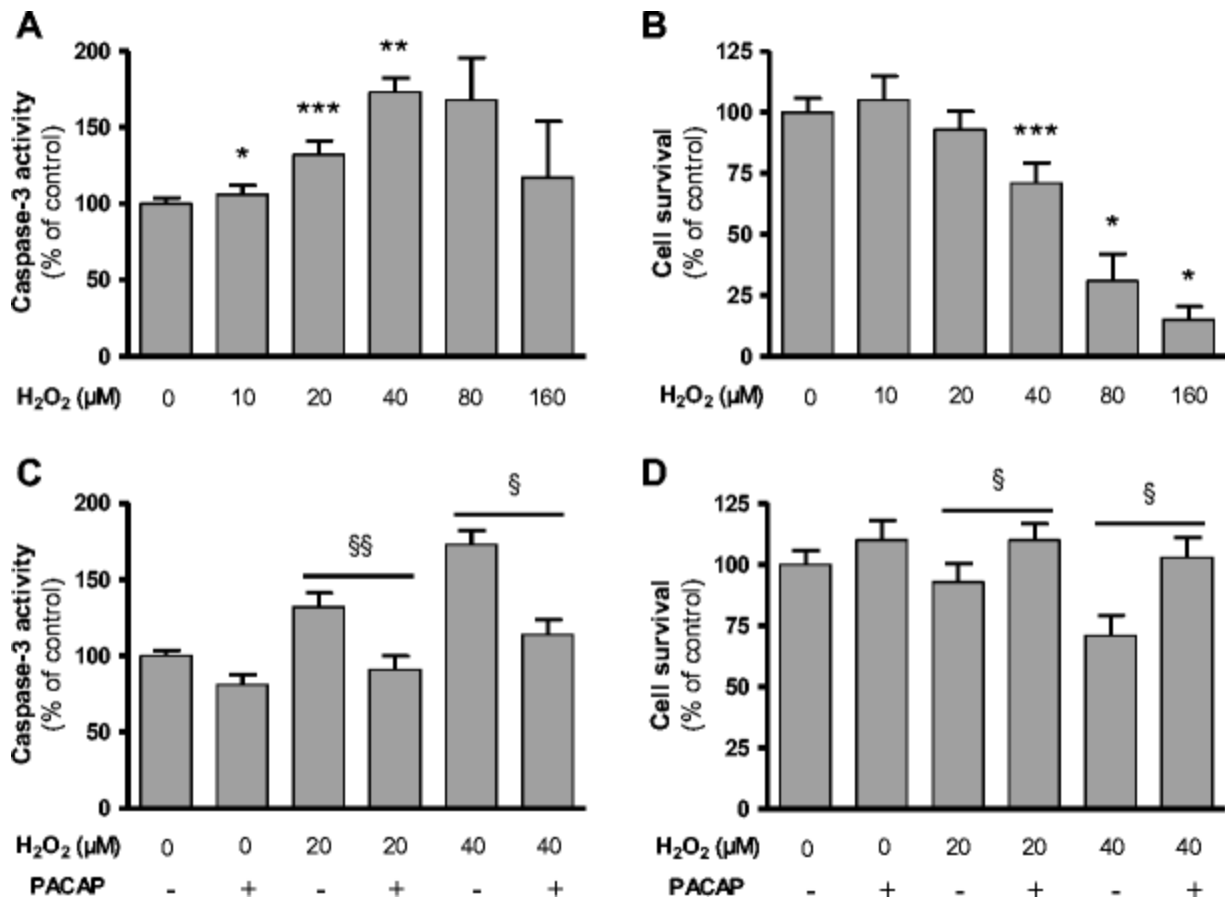 A
Caspase-3 activity
(% of control)
200
150
100
50
0
*
***
**
H₂O₂ (µM) 0 10 20 40 80 160
B
Cell survival
(% of control)
125
100
75
50
25
0
***
*
*
H₂O₂ (µM) 0 10 20 40 80 160
C
Caspase-3 activity
(% of control)
200
150
100
50
0
§§
§
H₂O₂ (µM) 0 0 20 20 40 40
PACAP - + - + - +
D
Cell survival
(% of control)
125
100
75
50
25
0
§
§
H₂O₂ (µM) 0 0 20 20 40 40
PACAP - + - + - +